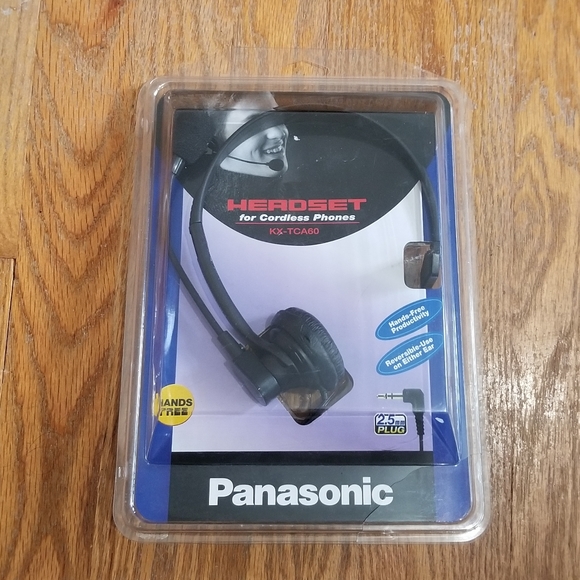 HEADSET
for Cordless Phones
KX-TCA60
Hands-Free
Productivity
Reversible-Use
on Either Ear
HANDS
FREE
2.5mm
PLUG
Panasonic